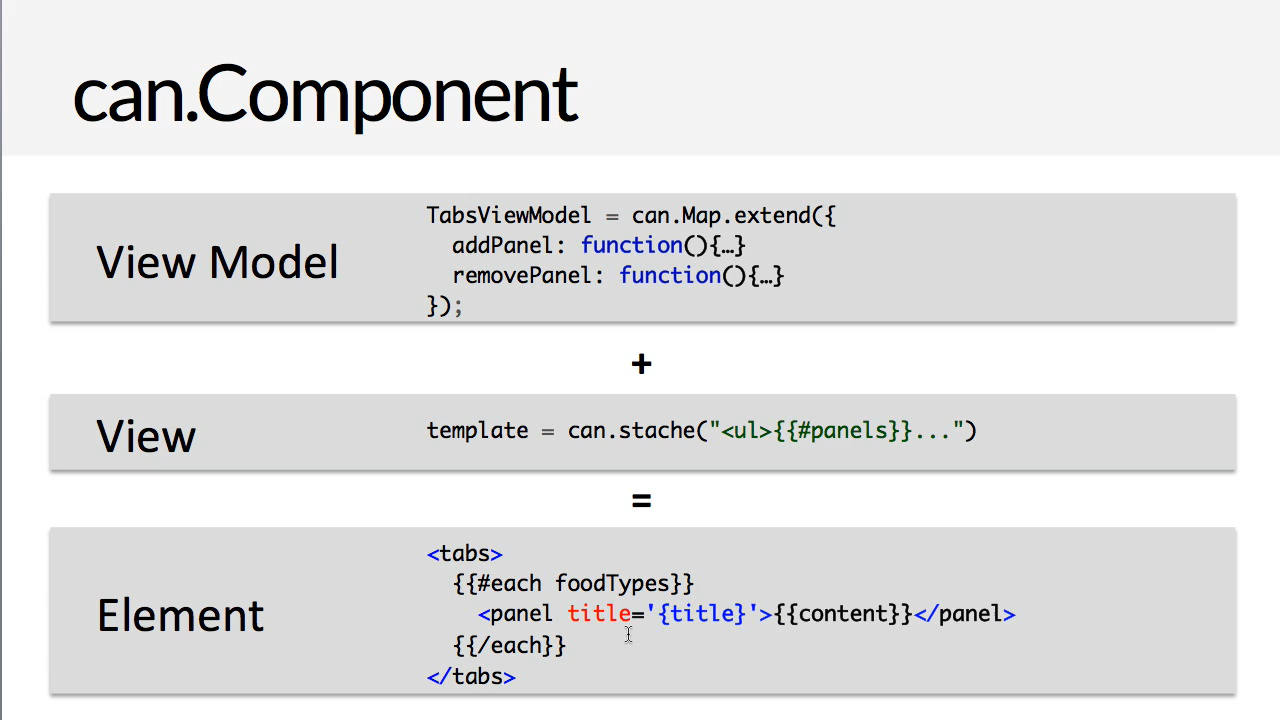 can.Component
View Model
TabsViewModel = can.Map.extend({
addPanel: function(){…}
removePanel: function(){…}
});
+
View
template = can.stache("<ul>{{#panels}}...")
=
Element
<tabs>
{{#each foodTypes}}
<panel title='{title}'>{{content}}</panel>
{{/each}}
</tabs>